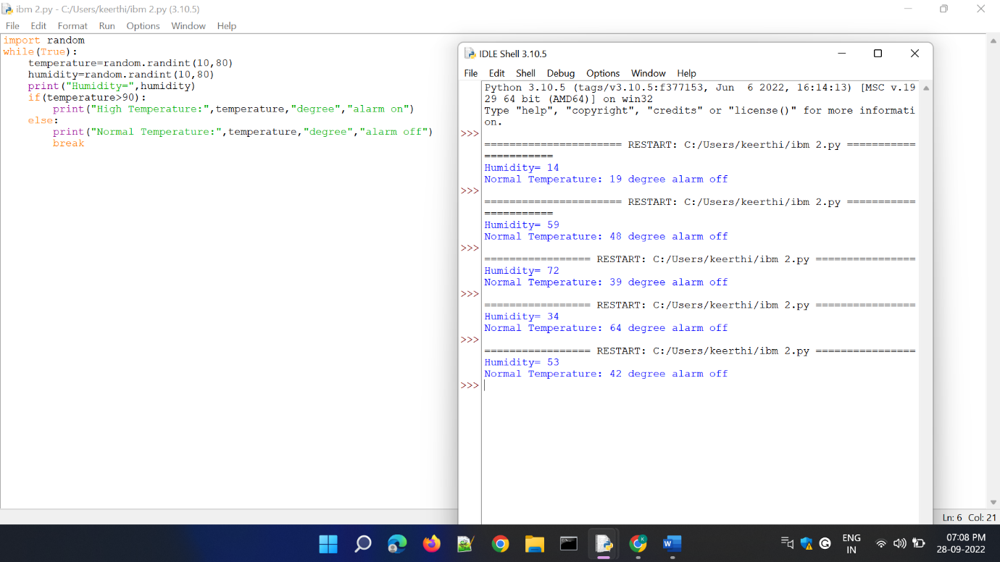 ibm 2.py - C:/Users/keerthi/ibm 2.py (3.10.5)
File Edit Format Run Options Window Help
import random
while(True):
    temperature=random.randint(10,80)
    humidity=random.randint(10,80)
    print("Humidity=",humidity)
    if(temperature>90):
        print("High Temperature:",temperature,"degree","alarm on")
    else:
        print("Normal Temperature:",temperature,"degree","alarm off")
        break
IDLE Shell 3.10.5
File Edit Shell Debug Options Window Help
Python 3.10.5 (tags/v3.10.5:f377153, Jun  6 2022, 16:14:13) [MSC v.19
29 64 bit (AMD64)] on win32
Type "help", "copyright", "credits" or "license()" for more informati
on.
>>>
====================== RESTART: C:/Users/keerthi/ibm 2.py ===========
===========
Humidity= 14
Normal Temperature: 19 degree alarm off
>>>
====================== RESTART: C:/Users/keerthi/ibm 2.py ===========
===========
Humidity= 59
Normal Temperature: 48 degree alarm off
>>>
================= RESTART: C:/Users/keerthi/ibm 2.py ================
Humidity= 72
Normal Temperature: 39 degree alarm off
>>>
================= RESTART: C:/Users/keerthi/ibm 2.py ================
Humidity= 34
Normal Temperature: 64 degree alarm off
>>>
================= RESTART: C:/Users/keerthi/ibm 2.py ================
Humidity= 53
Normal Temperature: 42 degree alarm off
>>>
Ln: 6 Col: 21
ENG
IN
07:08 PM
28-09-2022